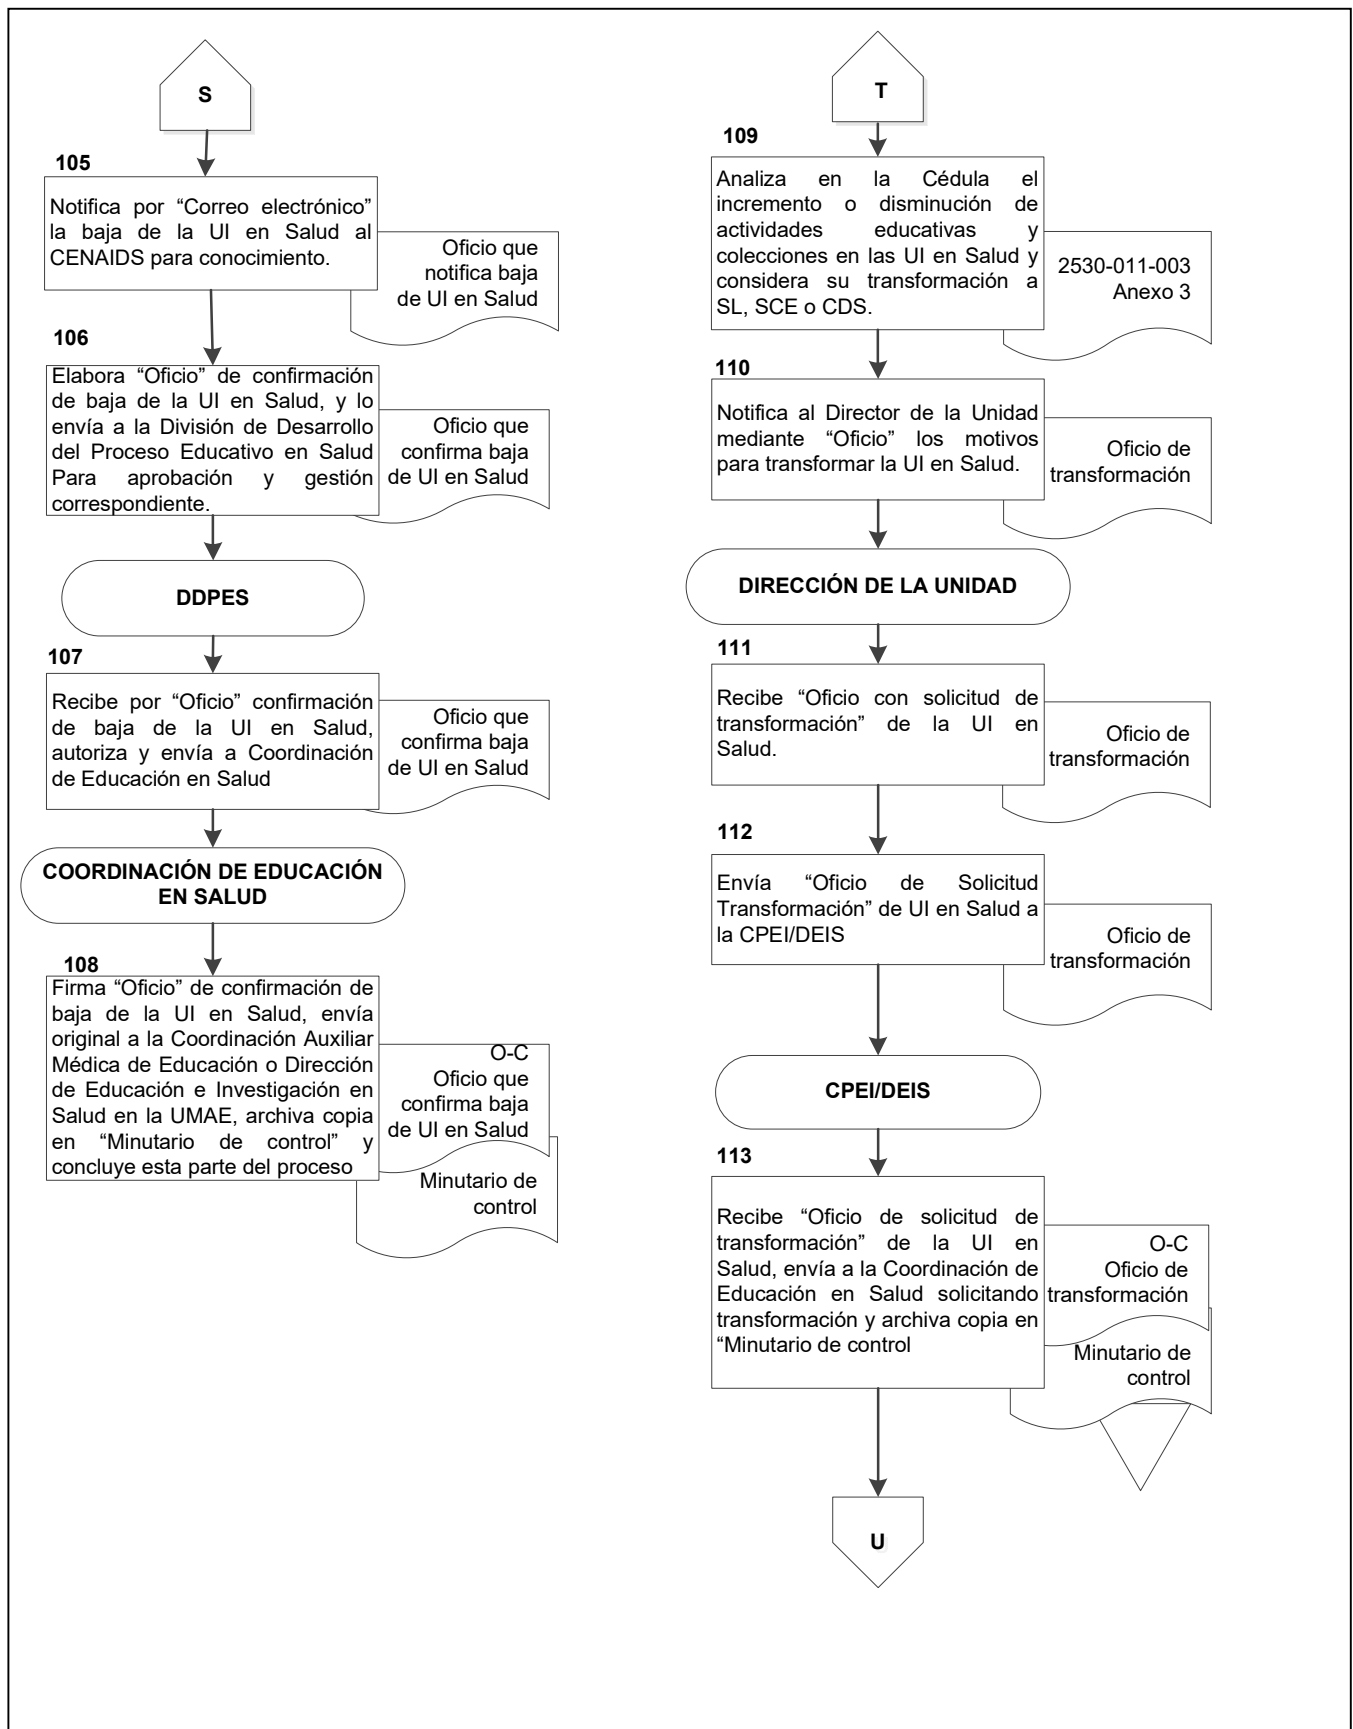 S
105
Notifica por “Correo electrónico”
la baja de la UI en Salud al
CENAIDS para conocimiento.
Oficio que
notifica baja
de UI en Salud
106
Elabora “Oficio” de confirmación
de baja de la UI en Salud, y lo
envía a la División de Desarrollo
del Proceso Educativo en Salud
Para aprobación y gestión
correspondiente.
Oficio que
confirma baja
de UI en Salud
DDPES
107
Recibe por “Oficio” confirmación
de baja de la UI en Salud,
autoriza y envía a Coordinación
de Educación en Salud
Oficio que
confirma baja
de UI en Salud
COORDINACIÓN DE EDUCACIÓN
EN SALUD
108
Firma “Oficio” de confirmación de
baja de la UI en Salud, envía
original a la Coordinación Auxiliar
Médica de Educación o Dirección
de Educación e Investigación en
Salud en la UMAE, archiva copia
en “Minutario de control” y
concluye esta parte del proceso
O-C
Oficio que
confirma baja
de UI en Salud
Minutario de
control
T
109
Analiza en la Cédula el
incremento o disminución de
actividades educativas y
colecciones en las UI en Salud y
considera su transformación a
SL, SCE o CDS.
2530-011-003
Anexo 3
110
Notifica al Director de la Unidad
mediante “Oficio” los motivos
para transformar la UI en Salud.
Oficio de
transformación
DIRECCIÓN DE LA UNIDAD
111
Recibe “Oficio con solicitud de
transformación” de la UI en
Salud.
Oficio de
transformación
112
Envía “Oficio de Solicitud
Transformación” de UI en Salud a
la CPEI/DEIS
Oficio de
transformación
CPEI/DEIS
113
Recibe “Oficio de solicitud de
transformación” de la UI en
Salud, envía a la Coordinación de
Educación en Salud solicitando
transformación y archiva copia en
“Minutario de control
O-C
Oficio de
transformación
Minutario de
control
U